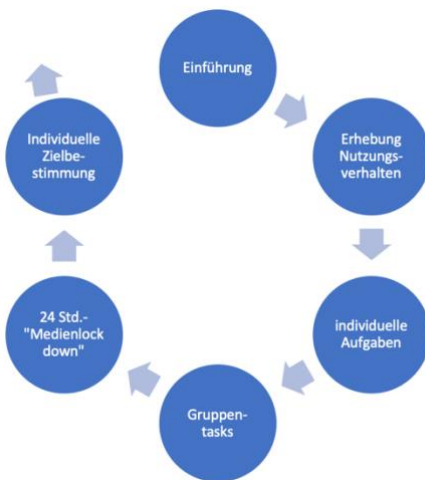 Einführung
Erhebung
Nutzungs-
verhalten
individuelle
Aufgaben
Gruppen-
tasks
24 Std.-
"Medienlock
down"
Individuelle
Zielbe-
stimmung